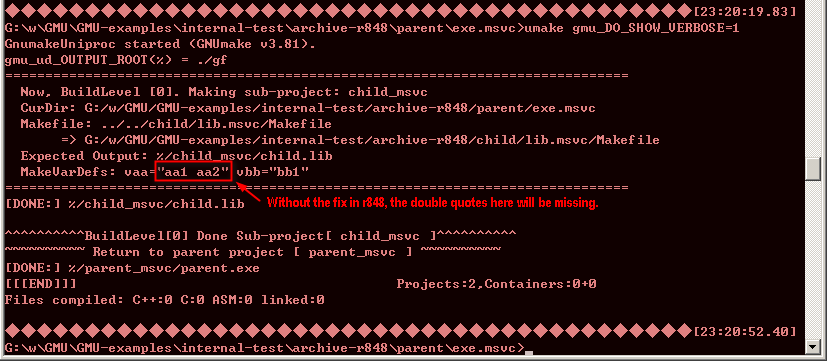 ◆◆◆◆◆◆◆◆◆◆◆◆◆◆◆◆◆◆◆◆◆◆◆◆◆◆◆◆◆◆◆◆◆◆◆◆◆◆◆◆◆◆◆[23:20:19.83]
G:\w\GMU\GMU-examples\internal-test\archive-r848\parent\exe.msvc>umake gmu_DO_SHOW_VERBOSE=1
GnumakeUniproc started (GNUmake v3.81).
gmu_ud_OUTPUT_ROOT(%) = ./gf
==============================================================================
Now, BuildLevel [0]. Making sub-project: child_msvc
CurDir: G:/w/GMU/GMU-examples/internal-test/archive-r848/parent/exe.msvc
Makefile: ../../child/lib.msvc/Makefile
=> G:/w/GMU/GMU-examples/internal-test/archive-r848/child/lib.msvc/Makefile
Expected Output: %/child_msvc/child.lib
MakeVarDefs: vaa="aa1 aa2" vbb="bb1"
==============================================================================
[DONE:] %/child_msvc/child.lib
Without the fix in r848, the double quotes here will be missing.
^^^^^^^^^^BuildLevel[0] Done Sub-project[ child_msvc ]^^^^^^^^^^
~~~~~~~~~~ Return to parent project [ parent_msvc ] ~~~~~~~~~~
[DONE:] %/parent_msvc/parent.exe
[[[END]]] Projects:2,Containers:0+0
Files compiled: C++:0 C:0 ASM:0 linked:0
◆◆◆◆◆◆◆◆◆◆◆◆◆◆◆◆◆◆◆◆◆◆◆◆◆◆◆◆◆◆◆◆◆◆◆◆◆◆◆◆◆◆◆[23:20:52.40]
G:\w\GMU\GMU-examples\internal-test\archive-r848\parent\exe.msvc>